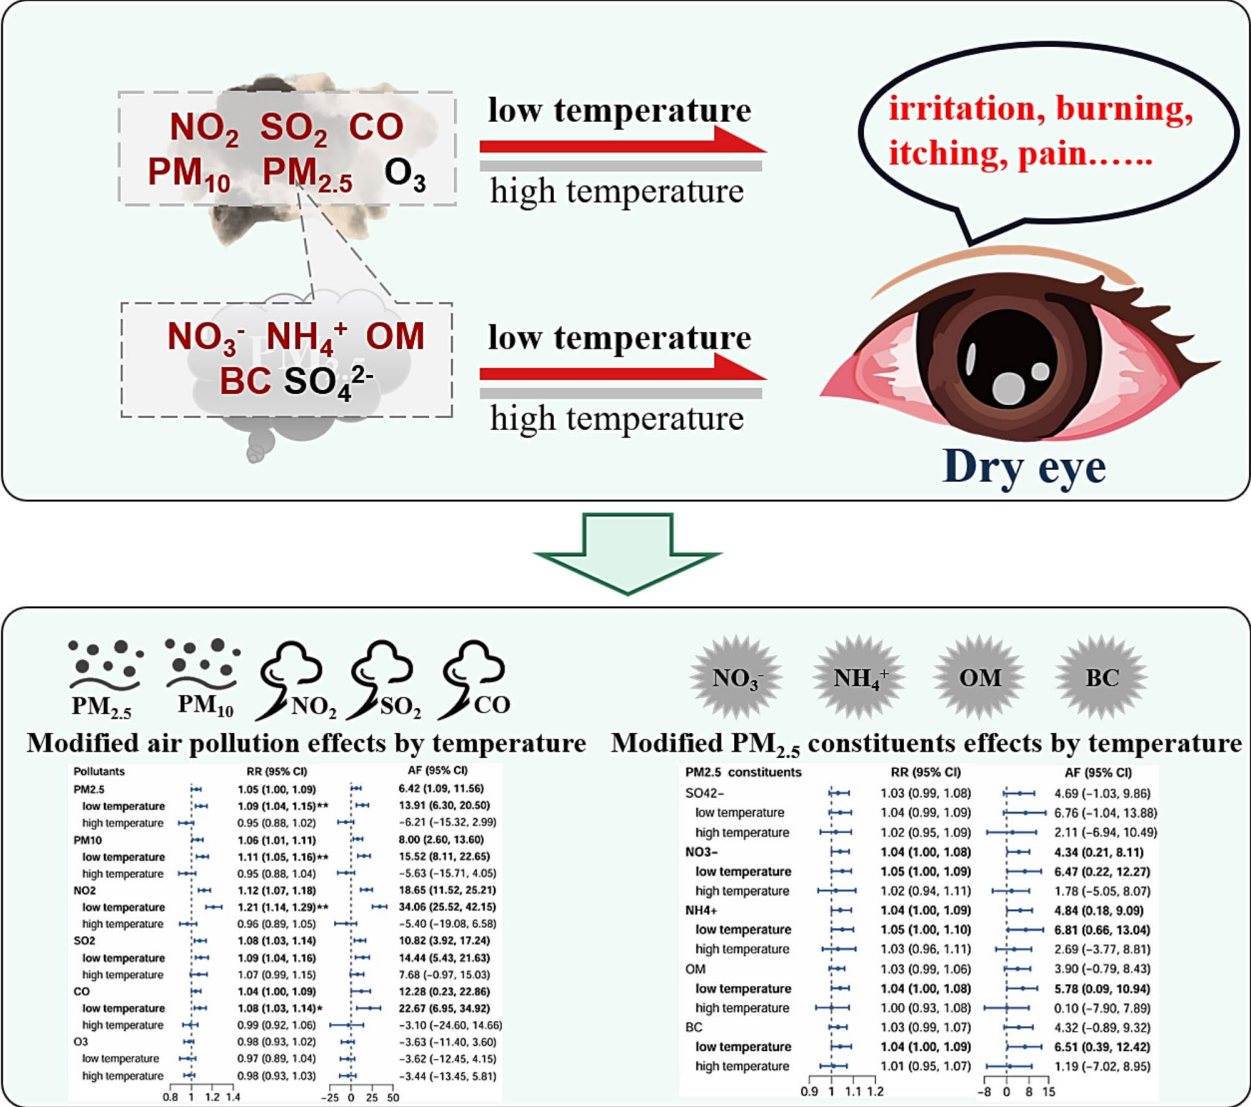 NO₂ SO₂ CO
PM₁₀ PM₂.₅ O₃
low temperature
high temperature
irritation, burning,
itching, pain......
NO₃⁻ NH₄⁺ OM
BC SO₄²⁻
low temperature
high temperature
Dry eye
PM₂.₅ PM₁₀ NO₂ SO₂ CO
Modified air pollution effects by temperature
Pollutants RR (95% CI) AF (95% CI)
PM2.5 1.05 (1.00, 1.09) 6.42 (1.09, 11.56)
low temperature 1.09 (1.04, 1.15)** 13.91 (6.30, 20.50)
high temperature 0.95 (0.88, 1.02) −6.21 (−15.32, 2.99)
PM10 1.06 (1.01, 1.11) 8.00 (2.60, 13.60)
low temperature 1.11 (1.05, 1.16)** 15.52 (8.11, 22.65)
high temperature 0.95 (0.88, 1.04) −5.63 (−15.71, 4.05)
NO2 1.12 (1.07, 1.18) 18.65 (11.52, 25.21)
low temperature 1.21 (1.14, 1.29)** 34.06 (25.52, 42.15)
high temperature 0.96 (0.89, 1.05) −5.40 (−19.08, 6.58)
SO2 1.08 (1.03, 1.14) 10.82 (3.92, 17.24)
low temperature 1.09 (1.04, 1.16) 14.44 (5.43, 21.63)
high temperature 1.07 (0.99, 1.15) 7.68 (−0.97, 15.03)
CO 1.04 (1.00, 1.09) 12.28 (0.23, 22.86)
low temperature 1.08 (1.03, 1.14)* 22.67 (6.95, 34.92)
high temperature 0.99 (0.92, 1.06) −3.10 (−24.60, 14.66)
O3 0.98 (0.93, 1.02) −3.63 (−11.40, 3.60)
low temperature 0.97 (0.89, 1.04) −3.62 (−12.45, 4.15)
high temperature 0.98 (0.93, 1.03) −3.44 (−13.45, 5.81)
0.8 1 1.2 1.4 −25 0 25 50
NO₃⁻ NH₄⁺ OM BC
Modified PM₂.₅ constituents effects by temperature
PM2.5 constituents RR (95% CI) AF (95% CI)
SO42− 1.03 (0.99, 1.08) 4.69 (−1.03, 9.86)
low temperature 1.04 (0.99, 1.09) 6.76 (−1.04, 13.88)
high temperature 1.02 (0.95, 1.09) 2.11 (−6.94, 10.49)
NO3− 1.04 (1.00, 1.08) 4.34 (0.21, 8.11)
low temperature 1.05 (1.00, 1.09) 6.47 (0.22, 12.27)
high temperature 1.02 (0.94, 1.11) 1.78 (−5.05, 8.07)
NH4+ 1.04 (1.00, 1.09) 4.84 (0.18, 9.09)
low temperature 1.05 (1.00, 1.10) 6.81 (0.66, 13.04)
high temperature 1.03 (0.96, 1.11) 2.69 (−3.77, 8.81)
OM 1.03 (0.99, 1.06) 3.90 (−0.79, 8.43)
low temperature 1.04 (1.00, 1.08) 5.78 (0.09, 10.94)
high temperature 1.00 (0.93, 1.08) 0.10 (−7.90, 7.89)
BC 1.03 (0.99, 1.07) 4.32 (−0.89, 9.32)
low temperature 1.04 (1.00, 1.09) 6.51 (0.39, 12.42)
high temperature 1.01 (0.95, 1.07) 1.19 (−7.02, 8.95)
0.9 1 1.1 1.2 −8 0 8 15